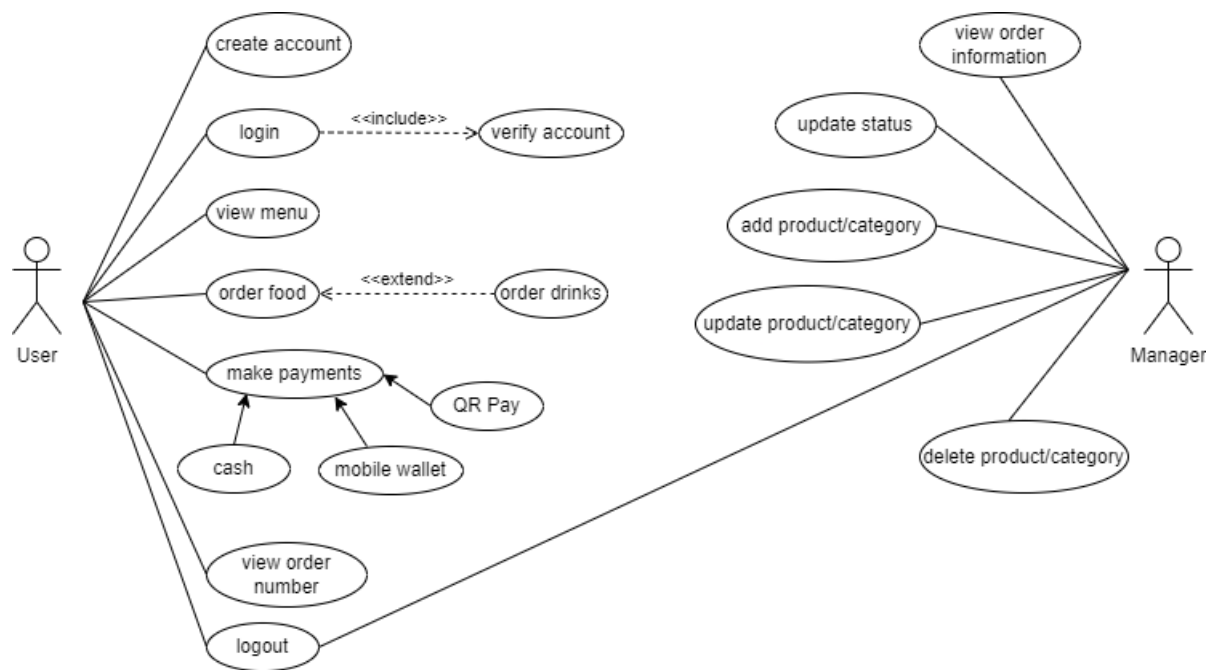 create account
view order
information
<<include>>
login
verify account
update status
view menu
add product/category
<<extend>>
order food
order drinks
update product/category
User
Manager
make payments
QR Pay
cash
mobile wallet
delete product/category
view order
number
logout